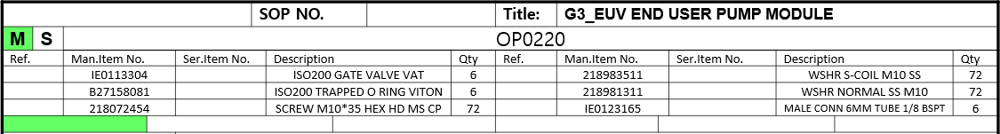 SOP NO. Title: G3_EUV END USER PUMP MODULE
M S OP0220
Ref. Man.Item No. Ser.Item No. Description Qty Ref. Man.Item No. Ser.Item No. Description Qty
IE0113304 ISO200 GATE VALVE VAT 6 218983511 WSHR S-COIL M10 SS 72
B27158081 ISO200 TRAPPED O RING VITON 6 218981311 WSHR NORMAL SS M10 72
218072454 SCREW M10*35 HEX HD MS CP 72 IE0123165 MALE CONN 6MM TUBE 1/8 BSPT 6